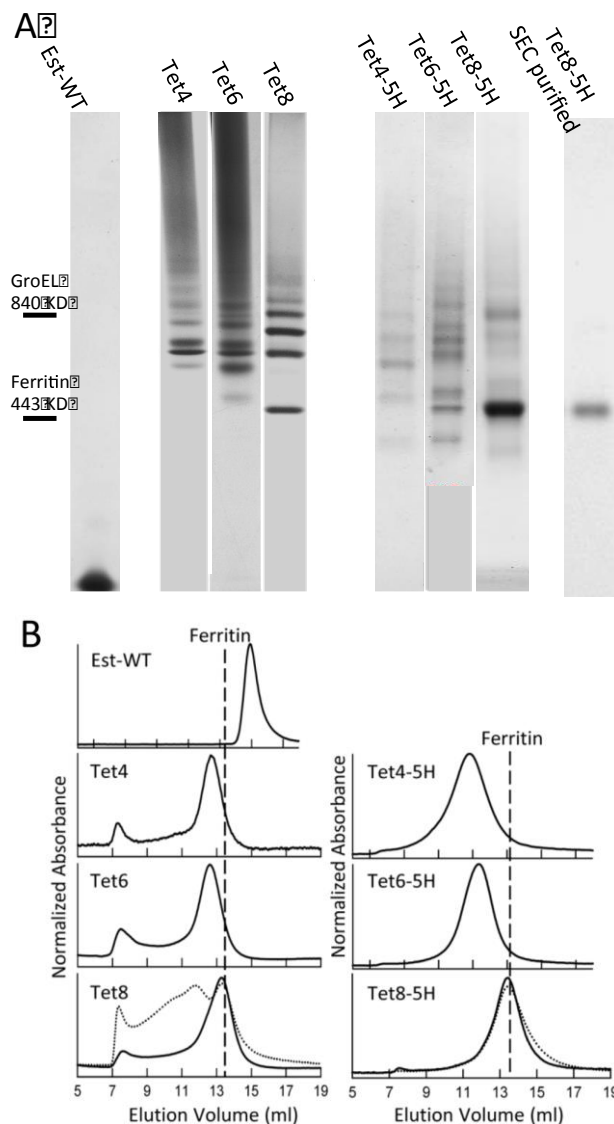 A�
Est-WT
Tet4
Tet6
Tet8
Tet4-5H
Tet6-5H
Tet8-5H
Tet8-5H
SEC purified
GroEL�
840�KD�
Ferritin�
443�KD�
B
Ferritin
Est-WT
Ferritin
Tet4
Tet4-5H
Tet6
Tet6-5H
Tet8
Tet8-5H
Normalized Absorbance
Normalized Absorbance
5 7 9 11 13 15 17 19
5 7 9 11 13 15 17 19
Elution Volume (ml)
Elution Volume (ml)